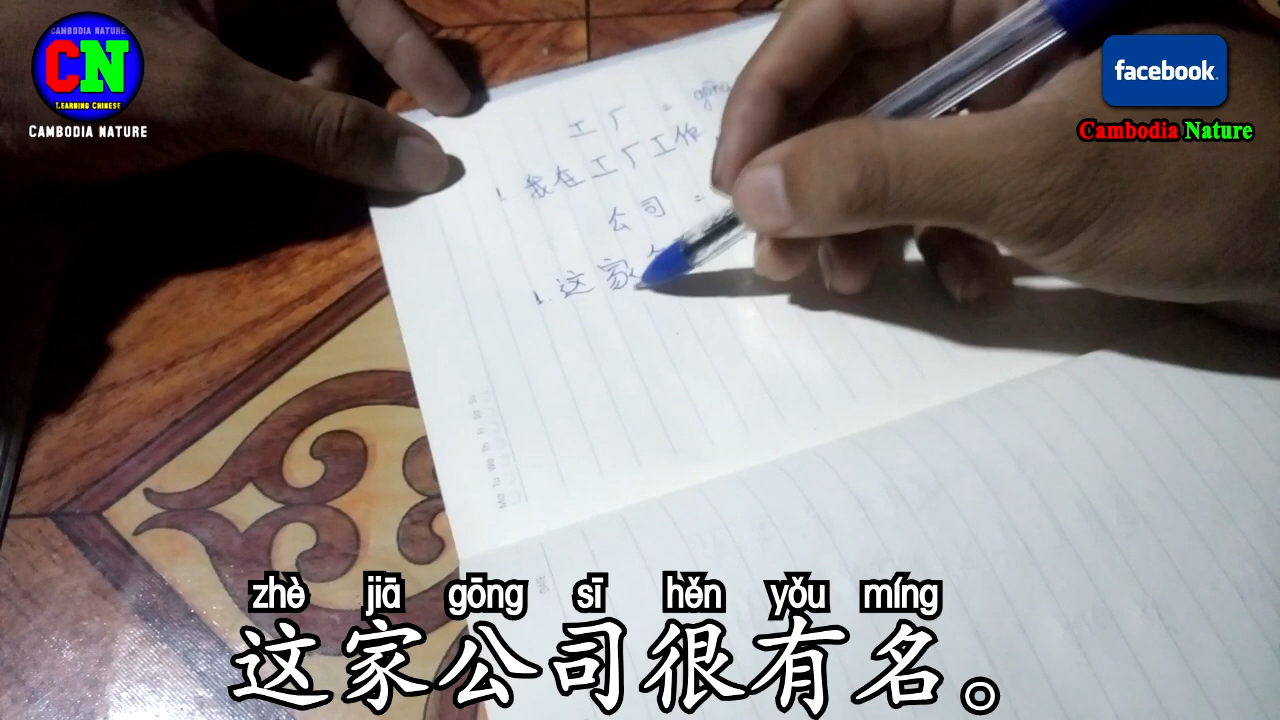 CAMBODIA NATURE
CN
LEARNING CHINESE
CAMBODIA NATURE
facebook
Cambodia Nature
工厂 = gōng
1. 我在工厂工作
公司 =
1. 这家
zhè jiā gōng sī hěn yǒu míng
这家公司很有名。